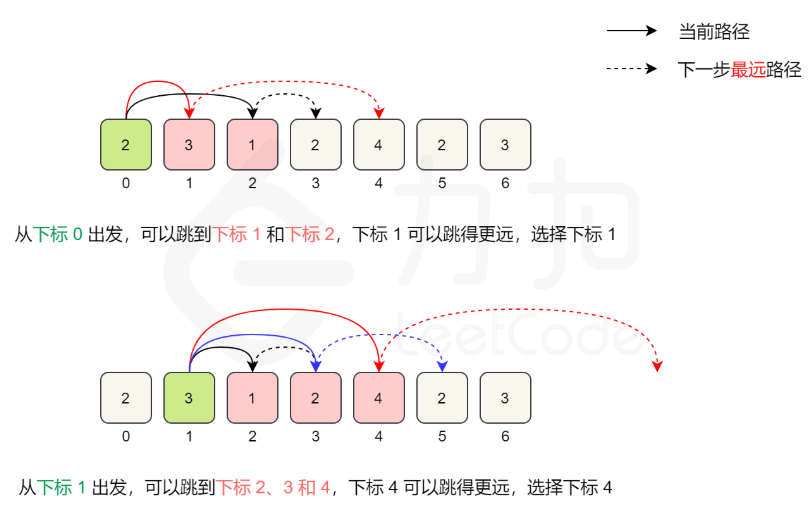 当前路径
下一步最远路径
2 3 1 2 4 2 3
0 1 2 3 4 5 6
从下标 0 出发，可以跳到下标 1 和下标 2，下标 1 可以跳得更远，选择下标 1
力扣
LeetCode
2 3 1 2 4 2 3
0 1 2 3 4 5 6
从下标 1 出发，可以跳到下标 2、3 和 4，下标 4 可以跳得更远，选择下标 4